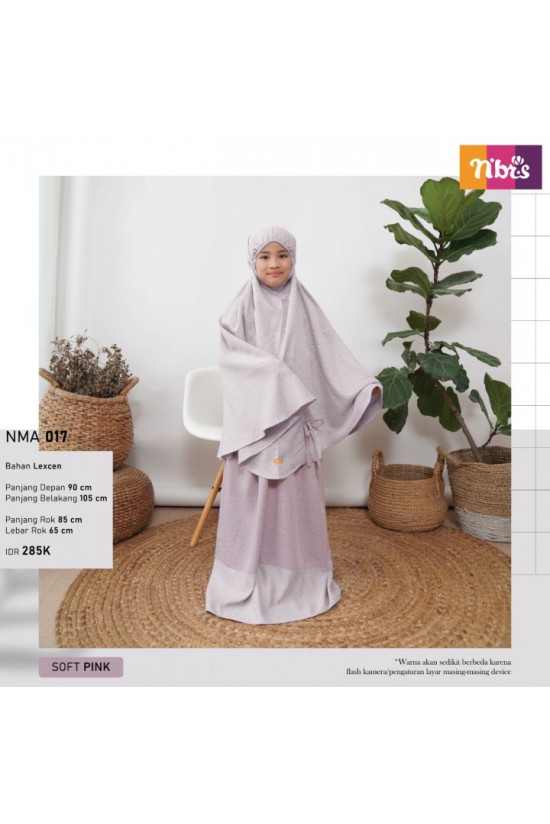 nibr's
NMA 017
Bahan Lexcen
Panjang Depan 90 cm
Panjang Belakang 105 cm
Panjang Rok 85 cm
Lebar Rok 65 cm
IDR 285K
SOFT PINK
*Warna akan sedikit berbeda karena
flash kamera/pengaturan layar masing-masing device